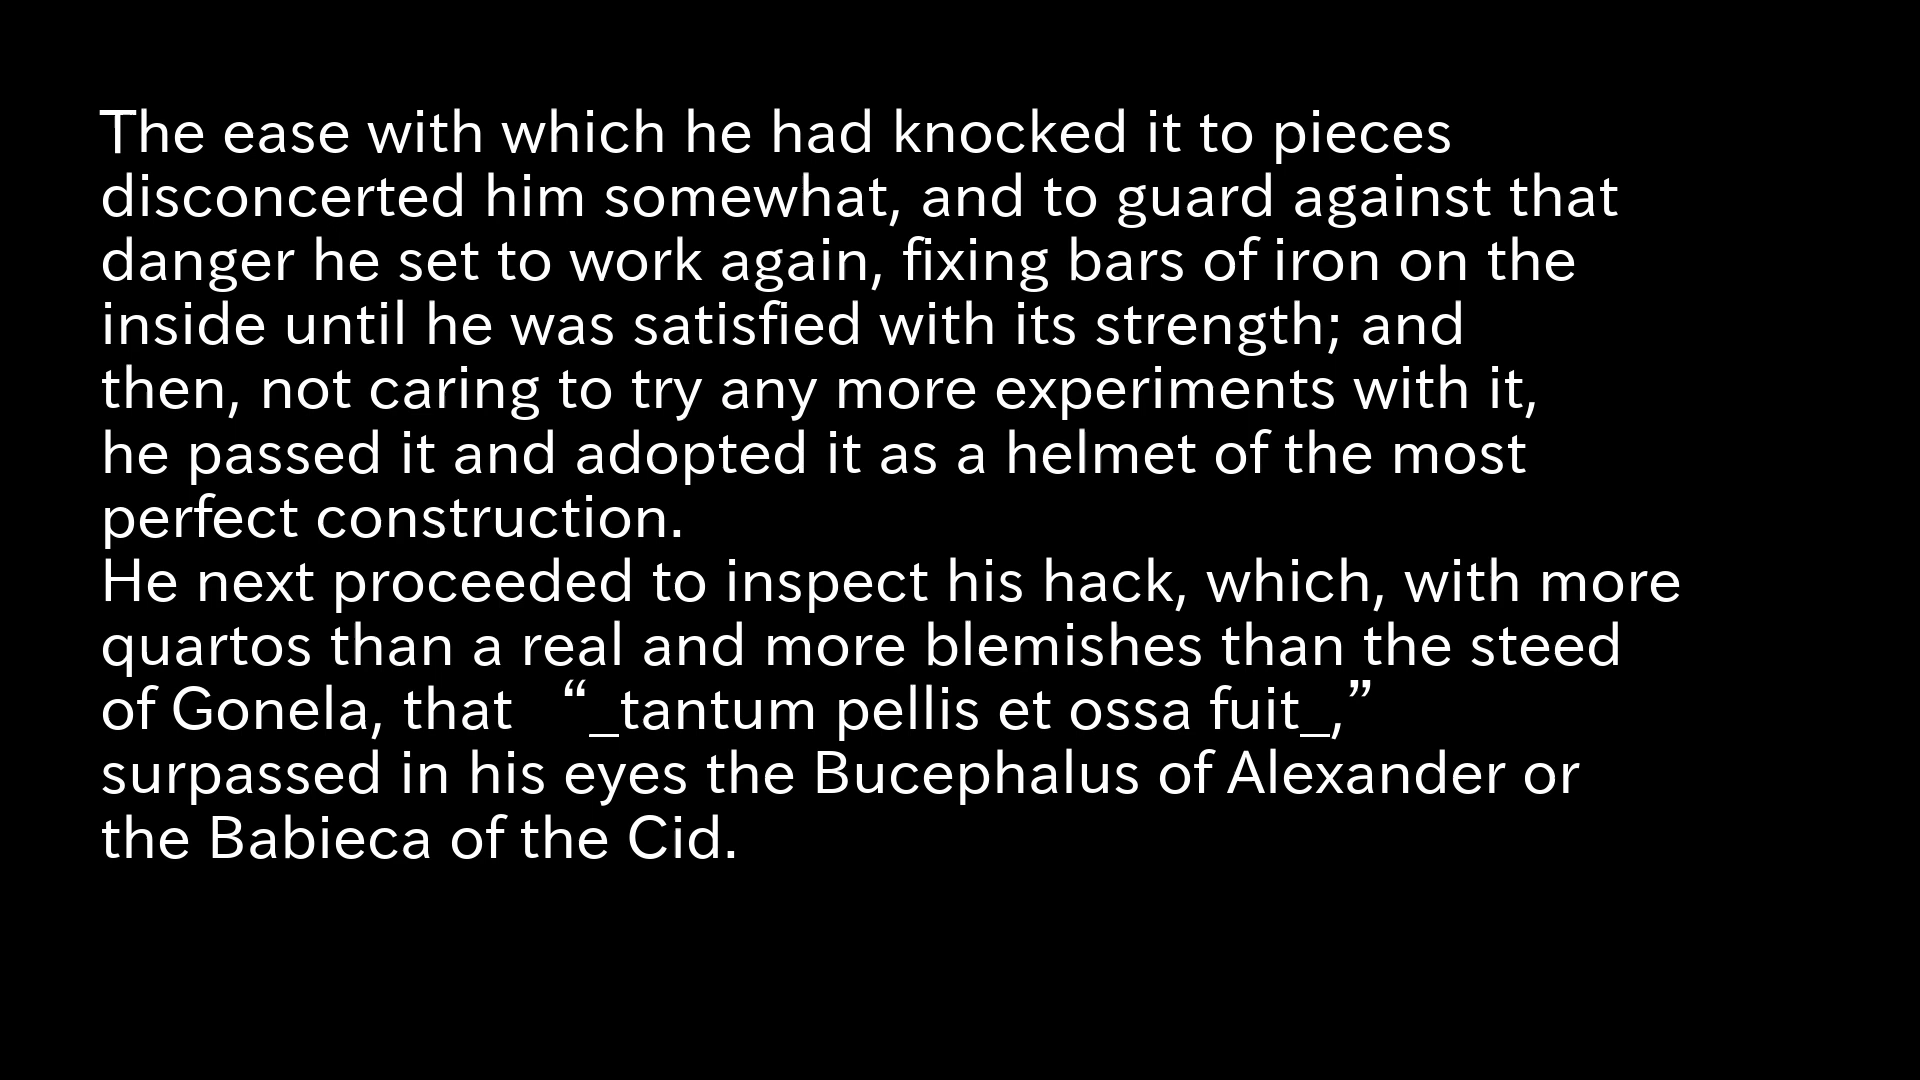 The ease with which he had knocked it to pieces
disconcerted him somewhat, and to guard against that
danger he set to work again, fixing bars of iron on the
inside until he was satisfied with its strength; and
then, not caring to try any more experiments with it,
he passed it and adopted it as a helmet of the most
perfect construction.
He next proceeded to inspect his hack, which, with more
quartos than a real and more blemishes than the steed
of Gonela, that “_tantum pellis et ossa fuit_,”
surpassed in his eyes the Bucephalus of Alexander or
the Babieca of the Cid.